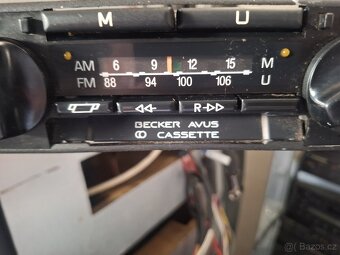 M U
AM 6 9 12 15 M
FM 88 94 100 106 U
◁◁ R▷▷
BECKER AVUS
CASSETTE
Bazos.cz